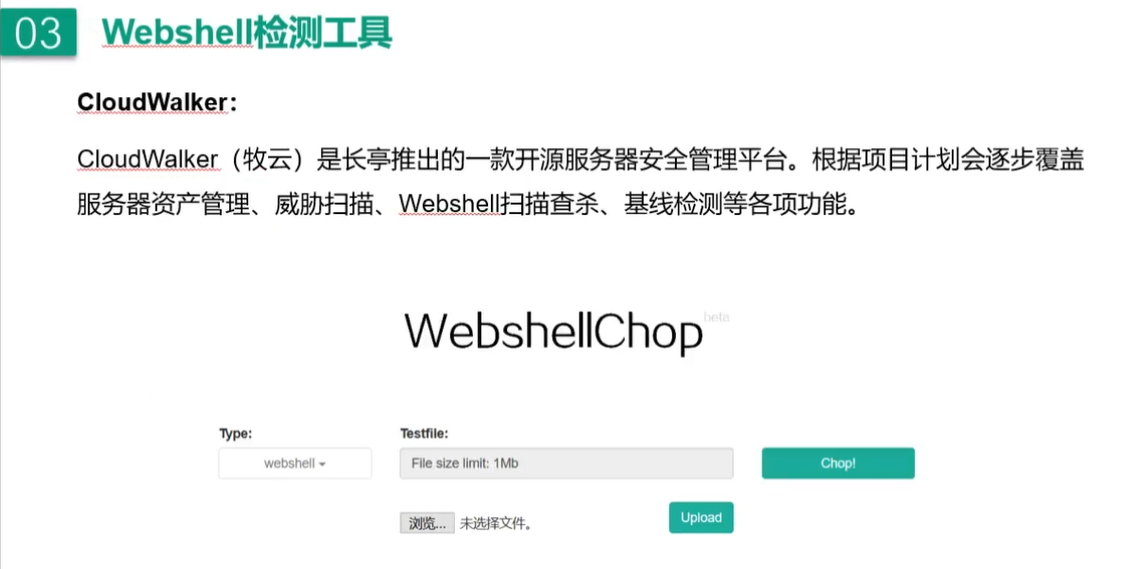 03 Webshell检测工具
CloudWalker：
CloudWalker（牧云）是长亭推出的一款开源服务器安全管理平台。根据项目计划会逐步覆盖
服务器资产管理、威胁扫描、Webshell扫描查杀、基线检测等各项功能。
WebshellChop beta
Type: Testfile:
webshell File size limit: 1Mb Chop!
浏览... 未选择文件。 Upload